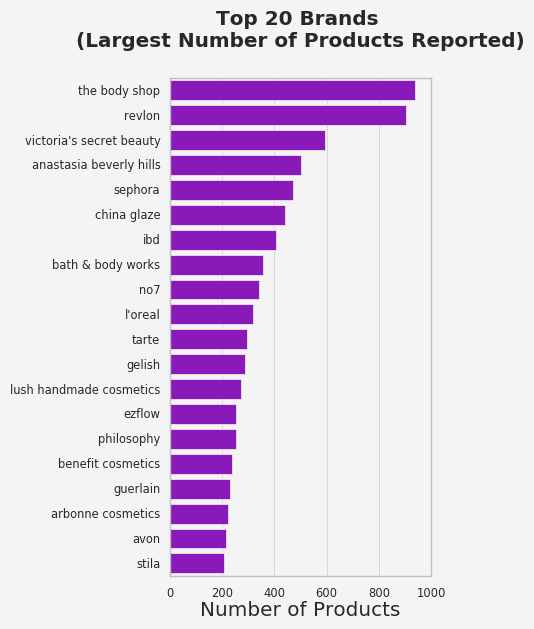 Top 20 Brands
(Largest Number of Products Reported)
the body shop
revlon
victoria's secret beauty
anastasia beverly hills
sephora
china glaze
ibd
bath & body works
no7
l'oreal
tarte
gelish
lush handmade cosmetics
ezflow
philosophy
benefit cosmetics
guerlain
arbonne cosmetics
avon
stila
0 200 400 600 800 1000
Number of Products